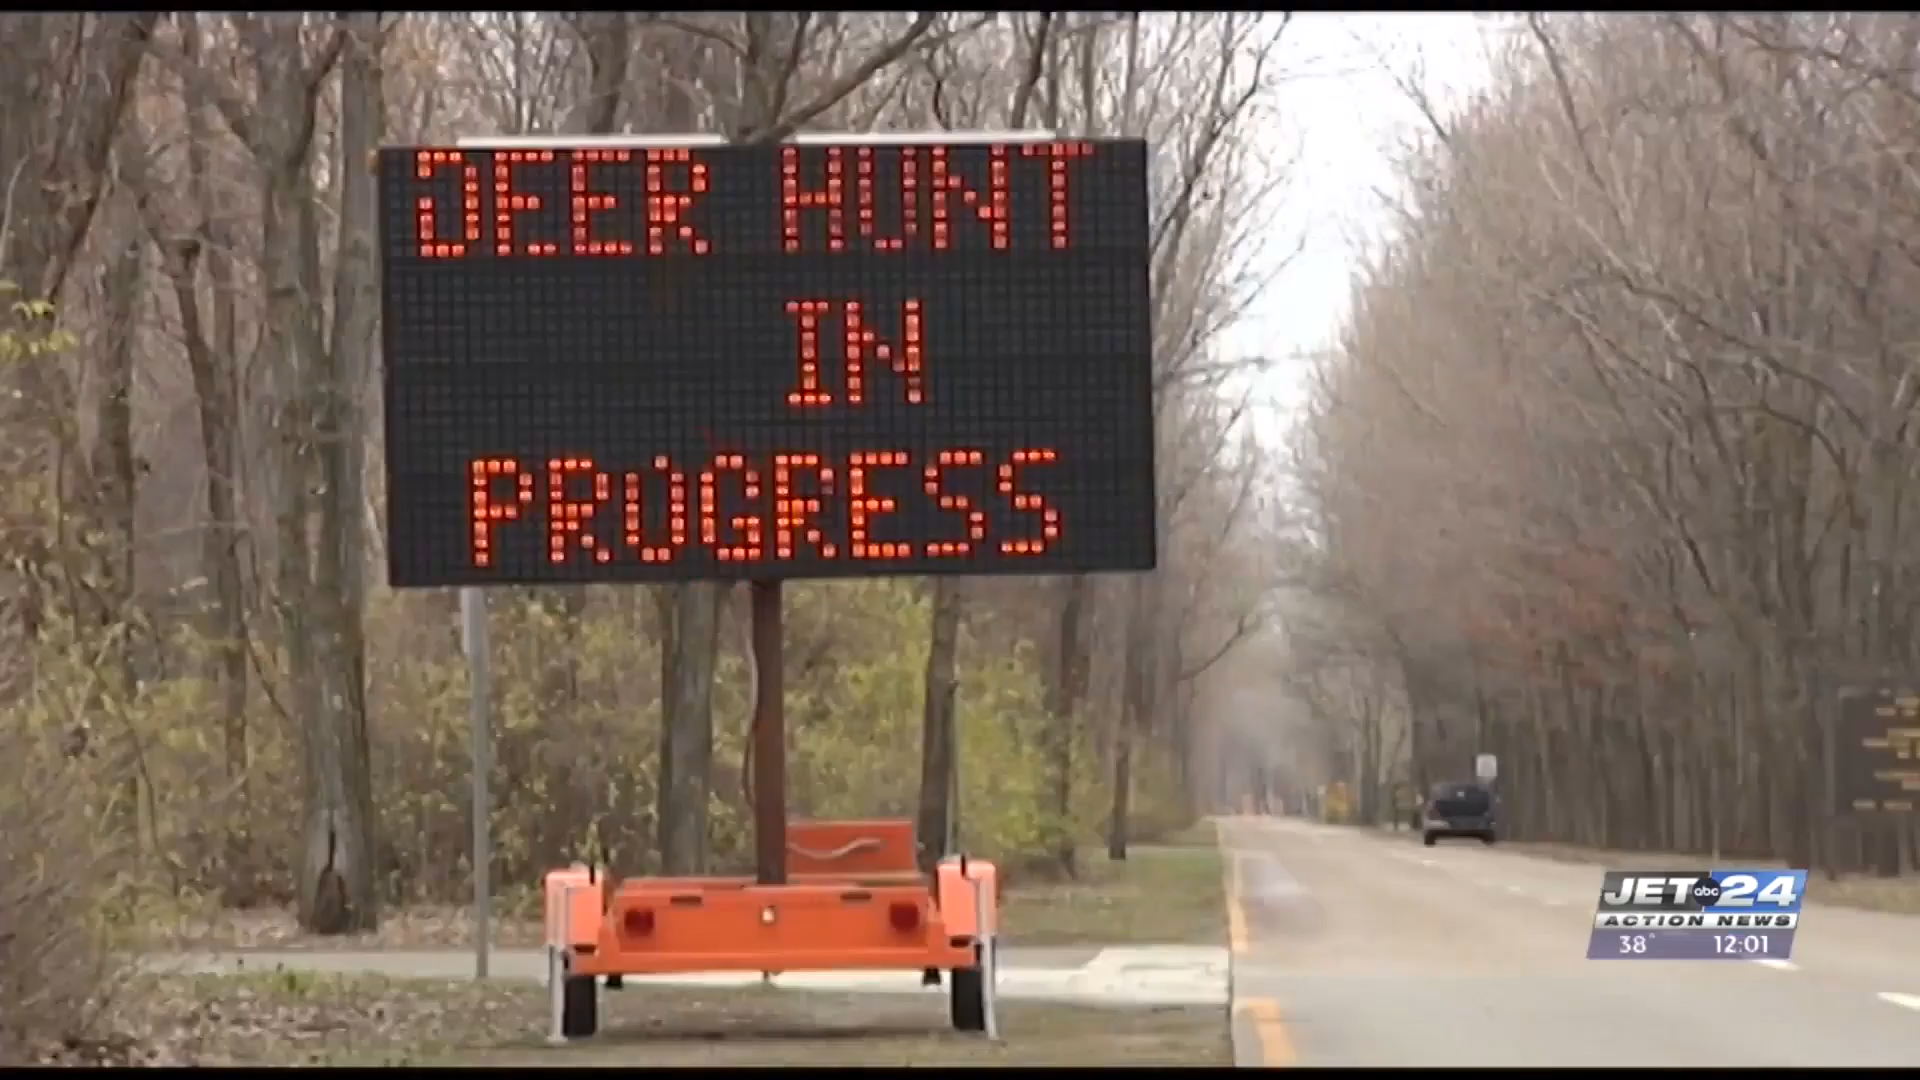 DEER HUNT
IN
PROGRESS
JET abc 24
ACTION NEWS
38° 12:01